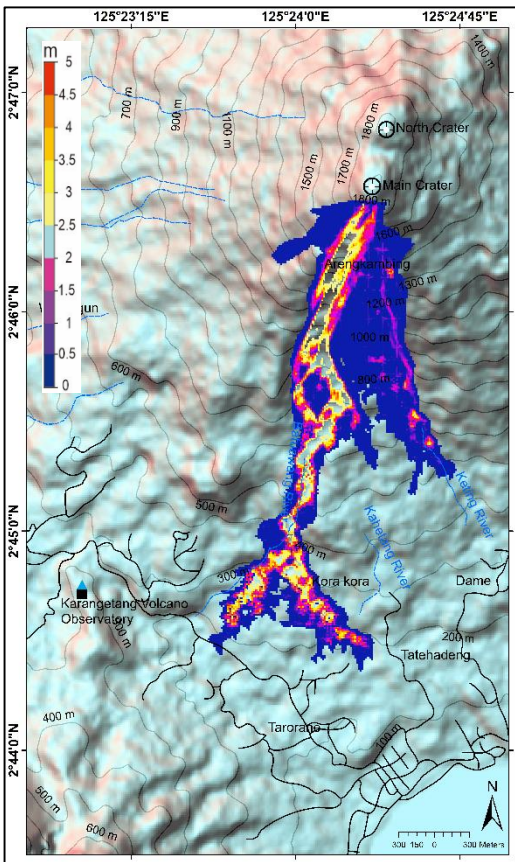 125°23'15"E 125°24'0"E 125°24'45"E
2°47'0"N
2°46'0"N
2°45'0"N
2°44'0"N
m
5
4.5
4
3.5
3
2.5
2
1.5
1
0.5
0
1400 m
700 m
900 m
1100 m
1800 m
North Crater
1500 m
1700 m
Main Crater
1800 m
1600 m
Arengkambing
1300 m
1200 m
1000 m
800 m
600 m
500 m
Keting River
Kahetang River
300 m
Kora kora
Dame
Karangetang Volcano
Observatory
200 m
Tatehadeng
Tarorano
100 m
400 m
500 m
600 m
N
300 150 0 300 Meters